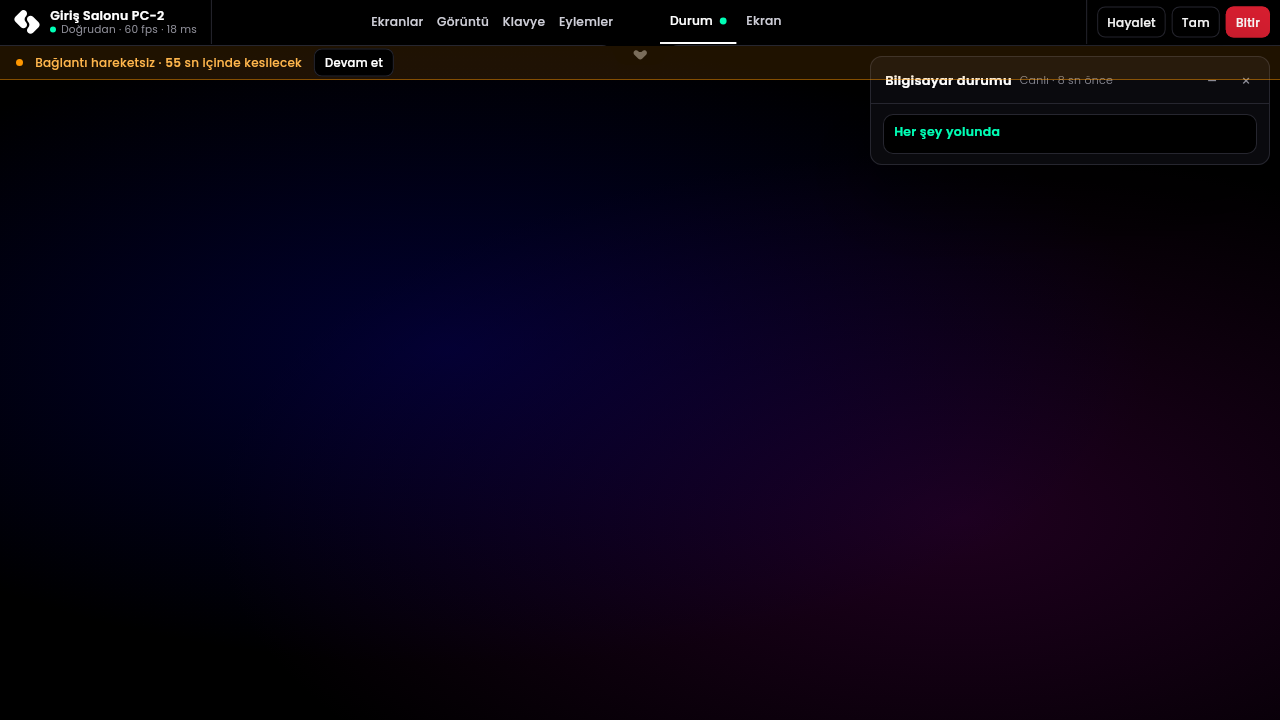 Giriş Salonu PC-2
Doğrudan · 60 fps · 18 ms
Ekranlar Görüntü Klavye Eylemler Durum Ekran
Hayalet Tam Bitir
Bağlantı hareketsiz · 55 sn içinde kesilecek Devam et
Bilgisayar durumu Canlı · 8 sn önce
Her şey yolunda